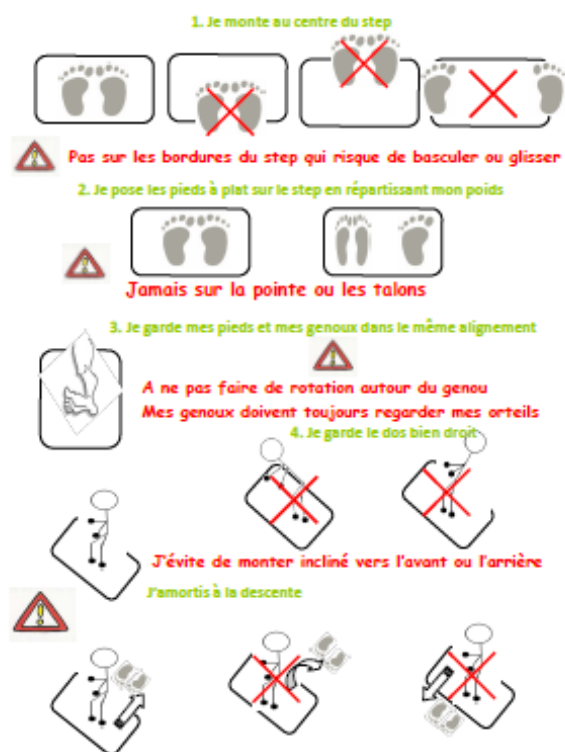 1. Je monte au centre du step
Pas sur les bordures du step qui risque de basculer ou glisser
2. Je pose les pieds à plat sur le step en répartissant mon poids
Jamais sur la pointe ou les talons
3. Je garde mes pieds et mes genoux dans le même alignement
A ne pas faire de rotation autour du genou
Mes genoux doivent toujours regarder mes orteils
4. Je garde le dos bien droit
J'évite de monter incliné vers l'avant ou l'arrière
J'amortis à la descente